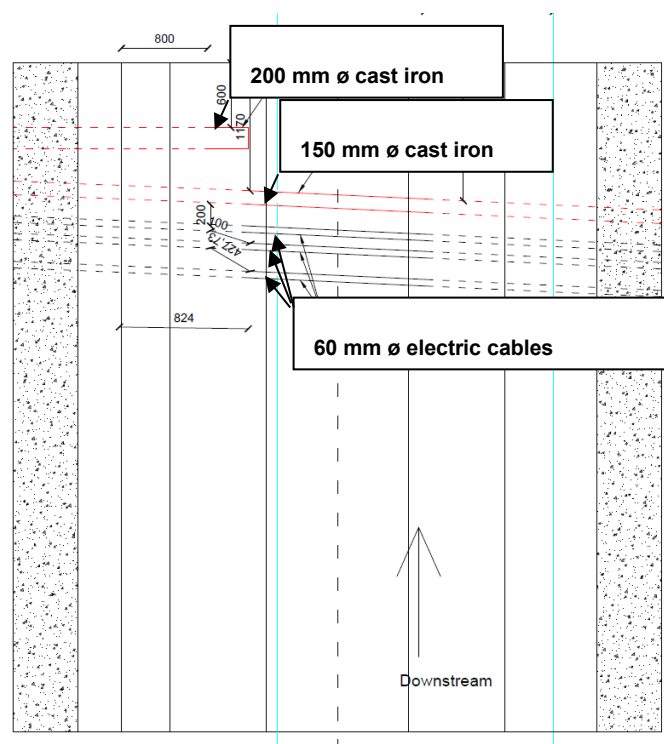 800
200 mm ø cast iron
600
1170
150 mm ø cast iron
200
100
824
60 mm ø electric cables
Downstream